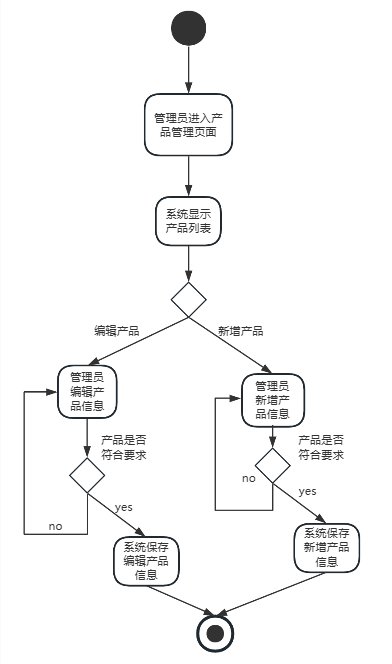 管理员进入产
品管理页面
系统显示
产品列表
编辑产品
新增产品
管理员
编辑产
品信息
管理员
新增产
品信息
产品是否
符合要求
产品是否
符合要求
no
yes
no
yes
系统保存
编辑产品
信息
系统保存
新增产品
信息